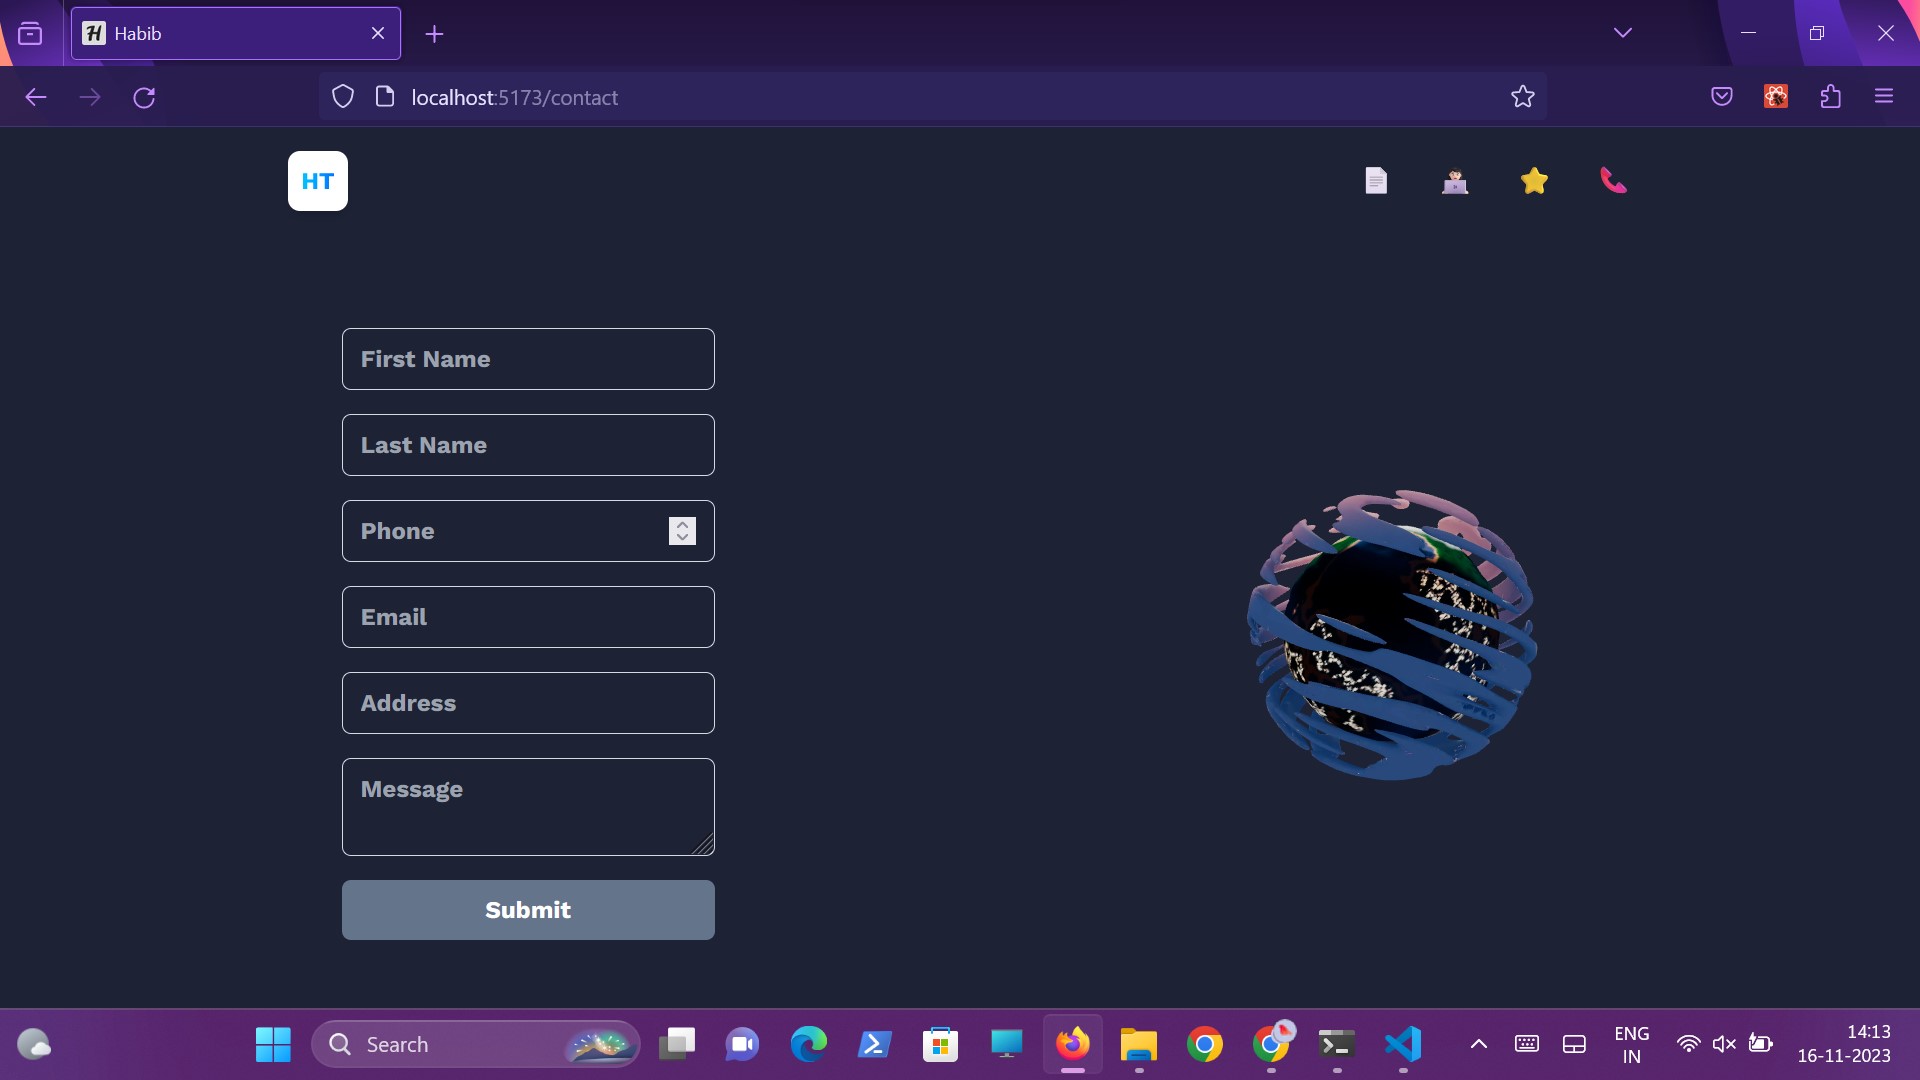 H Habib
localhost:5173/contact
HT
First Name
Last Name
Phone
Email
Address
Message
Submit
Search
ENG
IN
14:13
16-11-2023